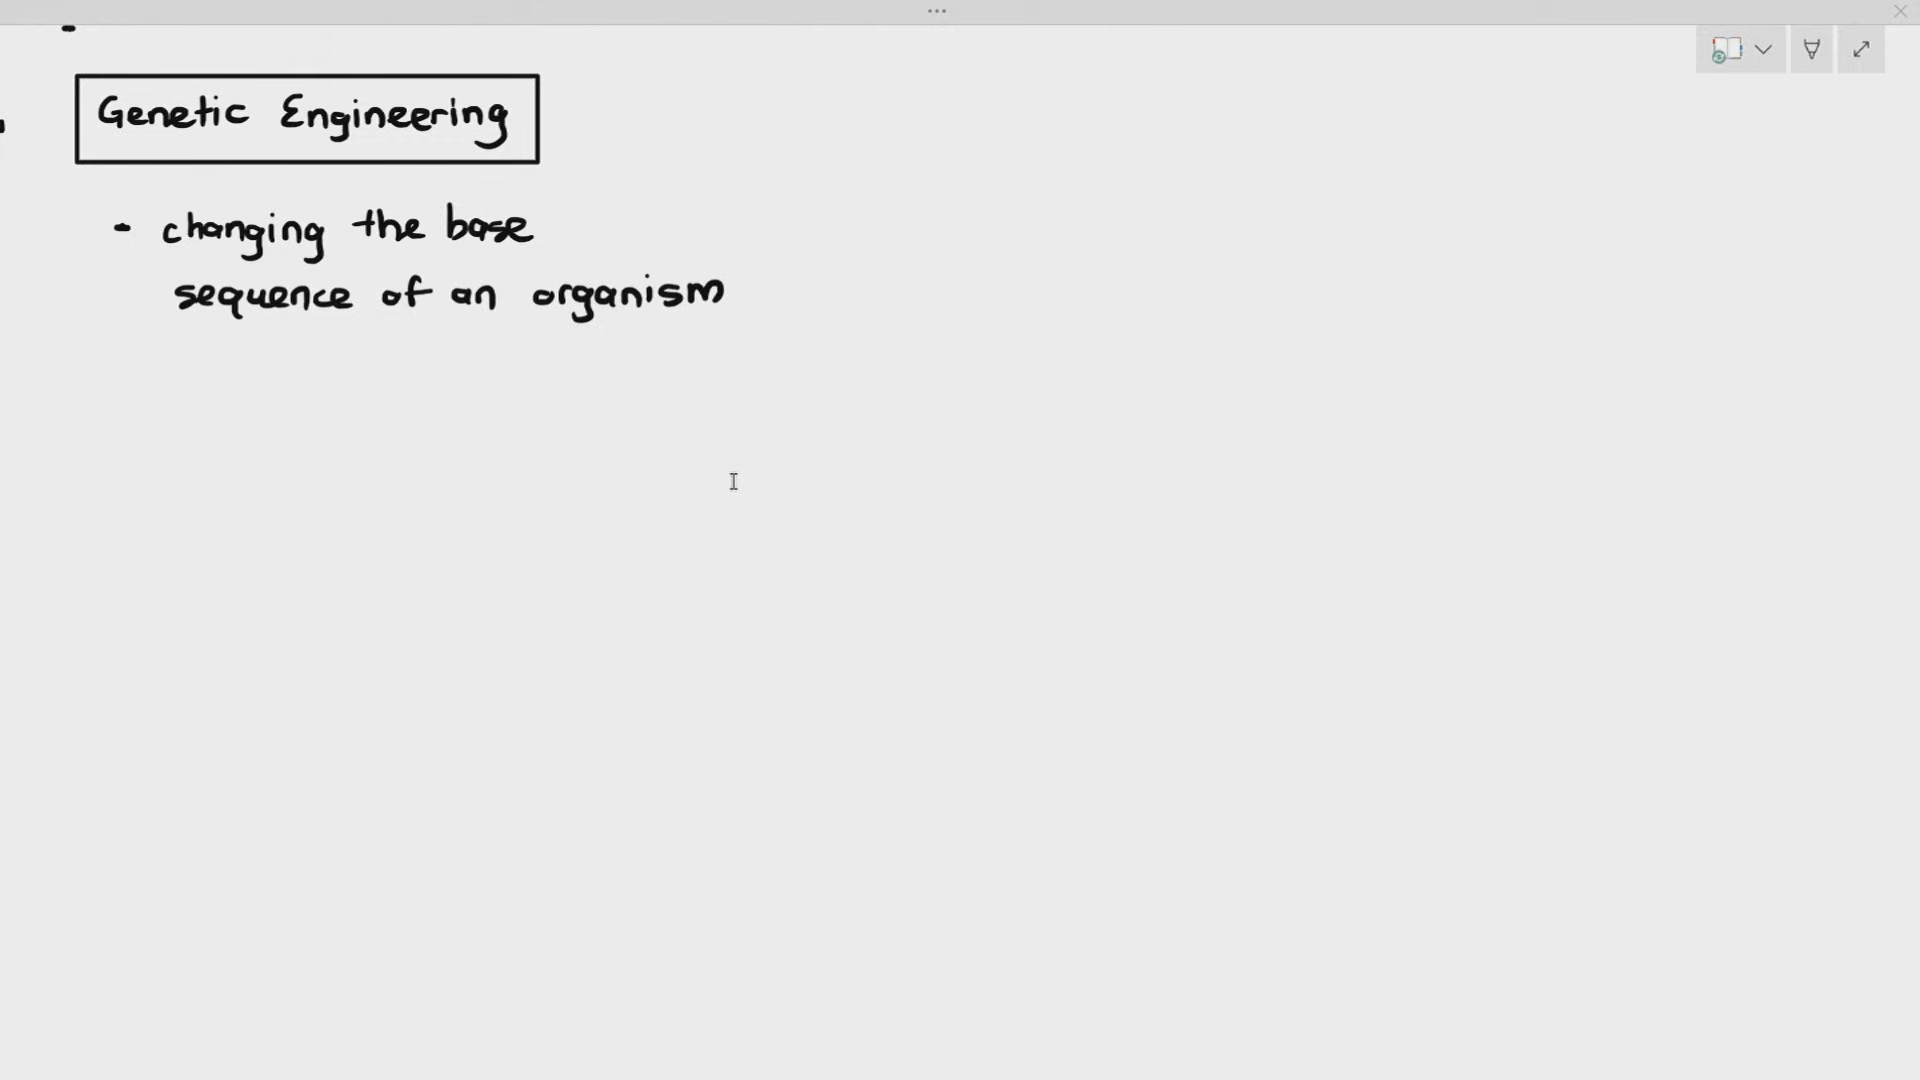 Genetic Engineering
- changing the base
sequence of an organism